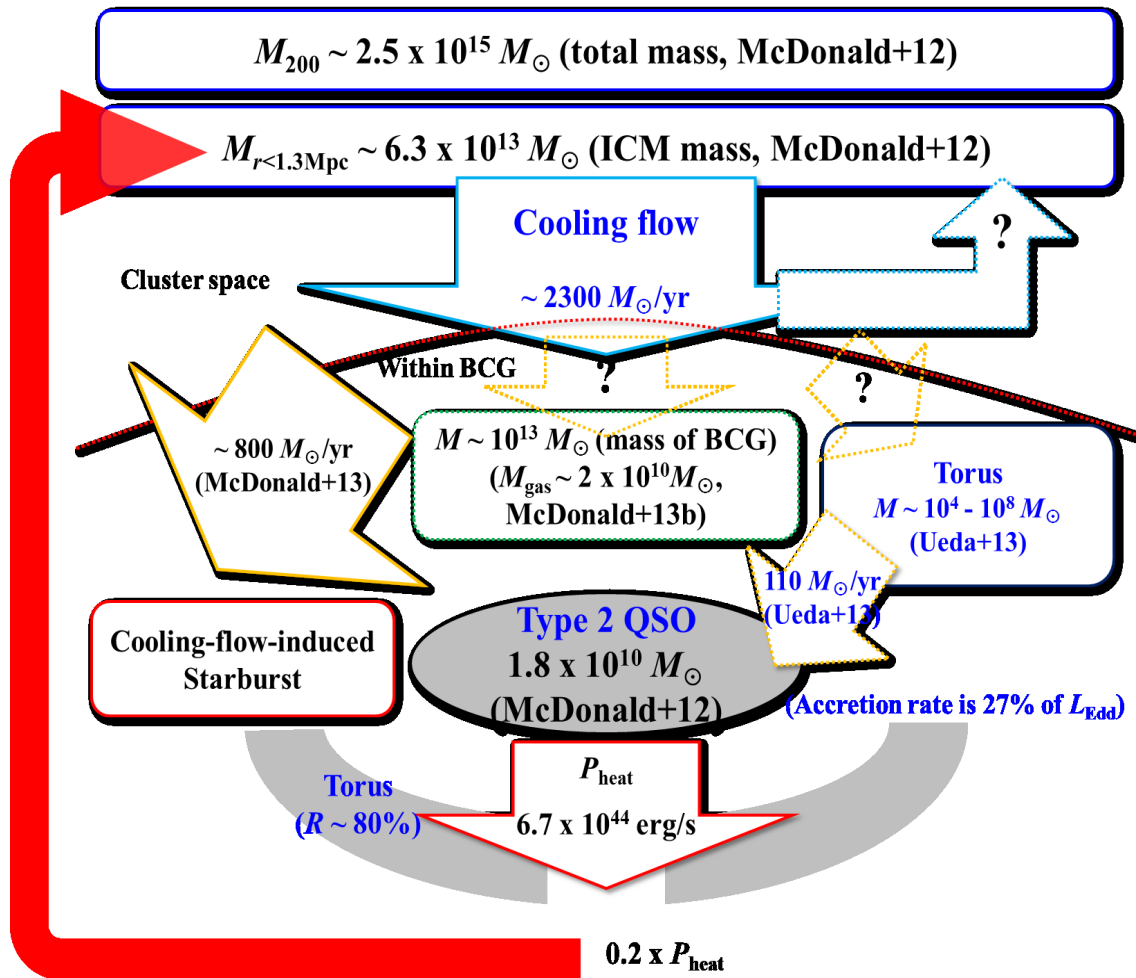 M200 ~ 2.5 x 10^15 M⊙ (total mass, McDonald+12)
Mr<1.3Mpc ~ 6.3 x 10^13 M⊙ (ICM mass, McDonald+12)
Cooling flow
~ 2300 M⊙/yr
?
Cluster space
Within BCG
?
?
~ 800 M⊙/yr
(McDonald+13)
M ~ 10^13 M⊙ (mass of BCG)
(Mgas ~ 2 x 10^10 M⊙,
McDonald+13b)
Torus
M ~ 10^4 - 10^8 M⊙
(Ueda+13)
110 M⊙/yr
(Ueda+13)
Cooling-flow-induced
Starburst
Type 2 QSO
1.8 x 10^10 M⊙
(McDonald+12)
(Accretion rate is 27% of LEdd)
Torus
(R ~ 80%)
Pheat
6.7 x 10^44 erg/s
0.2 x Pheat